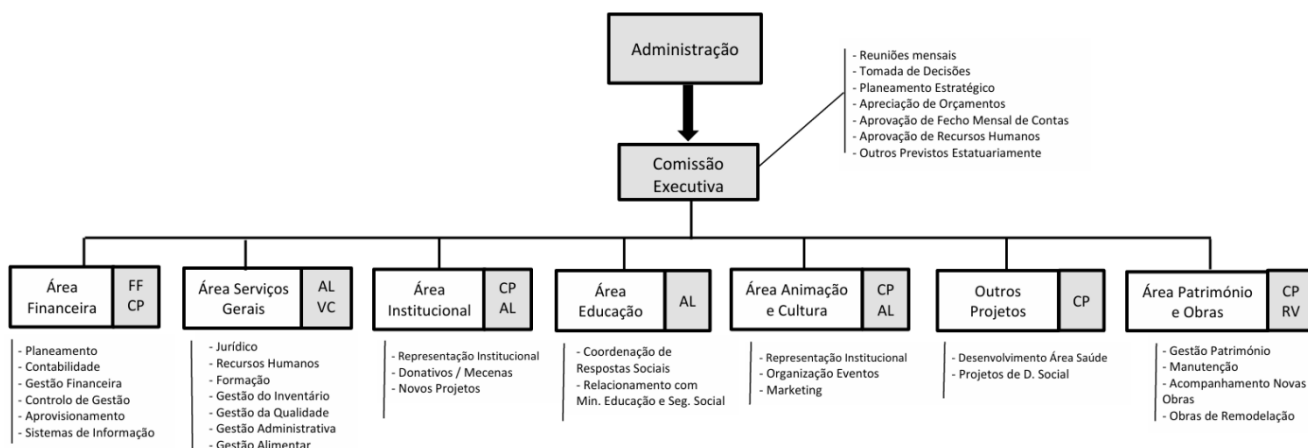 Administração
- Reuniões mensais
- Tomada de Decisões
- Planeamento Estratégico
- Apreciação de Orçamentos
- Aprovação de Fecho Mensal de Contas
- Aprovação de Recursos Humanos
- Outros Previstos Estatuariamente
Comissão
Executiva
Área
Financeira
FF
CP
- Planeamento
- Contabilidade
- Gestão Financeira
- Controlo de Gestão
- Aprovisionamento
- Sistemas de Informação
Área Serviços
Gerais
AL
VC
- Jurídico
- Recursos Humanos
- Formação
- Gestão do Inventário
- Gestão da Qualidade
- Gestão Administrativa
- Gestão Alimentar
Área
Institucional
CP
AL
- Representação Institucional
- Donativos / Mecenas
- Novos Projetos
Área
Educação
AL
- Coordenação de
Respostas Sociais
- Relacionamento com
Min. Educação e Seg. Social
Área Animação
e Cultura
CP
AL
- Representação Institucional
- Organização Eventos
- Marketing
Outros
Projetos
CP
- Desenvolvimento Área Saúde
- Projetos de D. Social
Área Património
e Obras
CP
RV
- Gestão Património
- Manutenção
- Acompanhamento Novas
Obras
- Obras de Remodelação